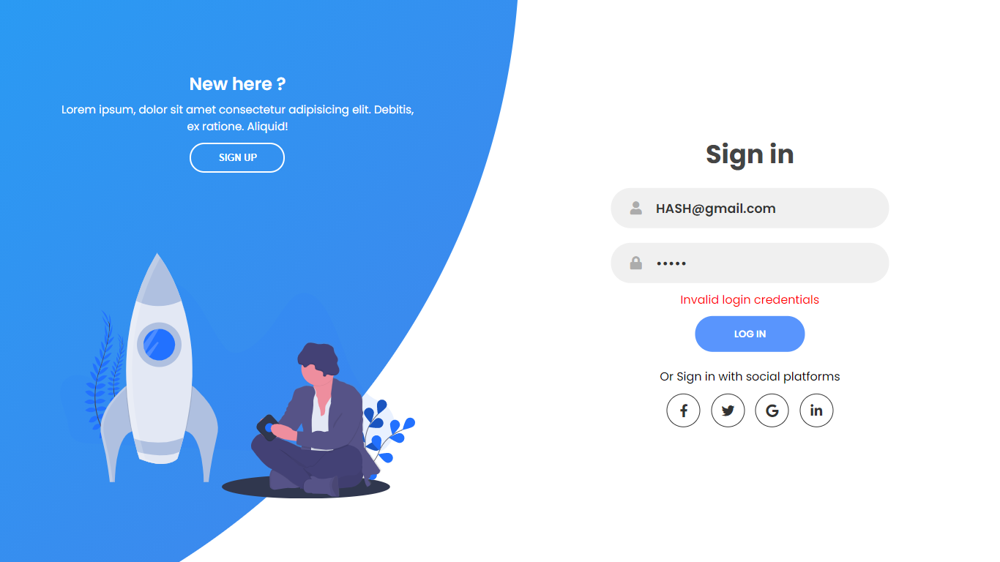 New here ?
Lorem ipsum, dolor sit amet consectetur adipisicing elit. Debitis,
ex ratione. Aliquid!
SIGN UP
Sign in
HASH@gmail.com
•••••
Invalid login credentials
LOG IN
Or Sign in with social platforms